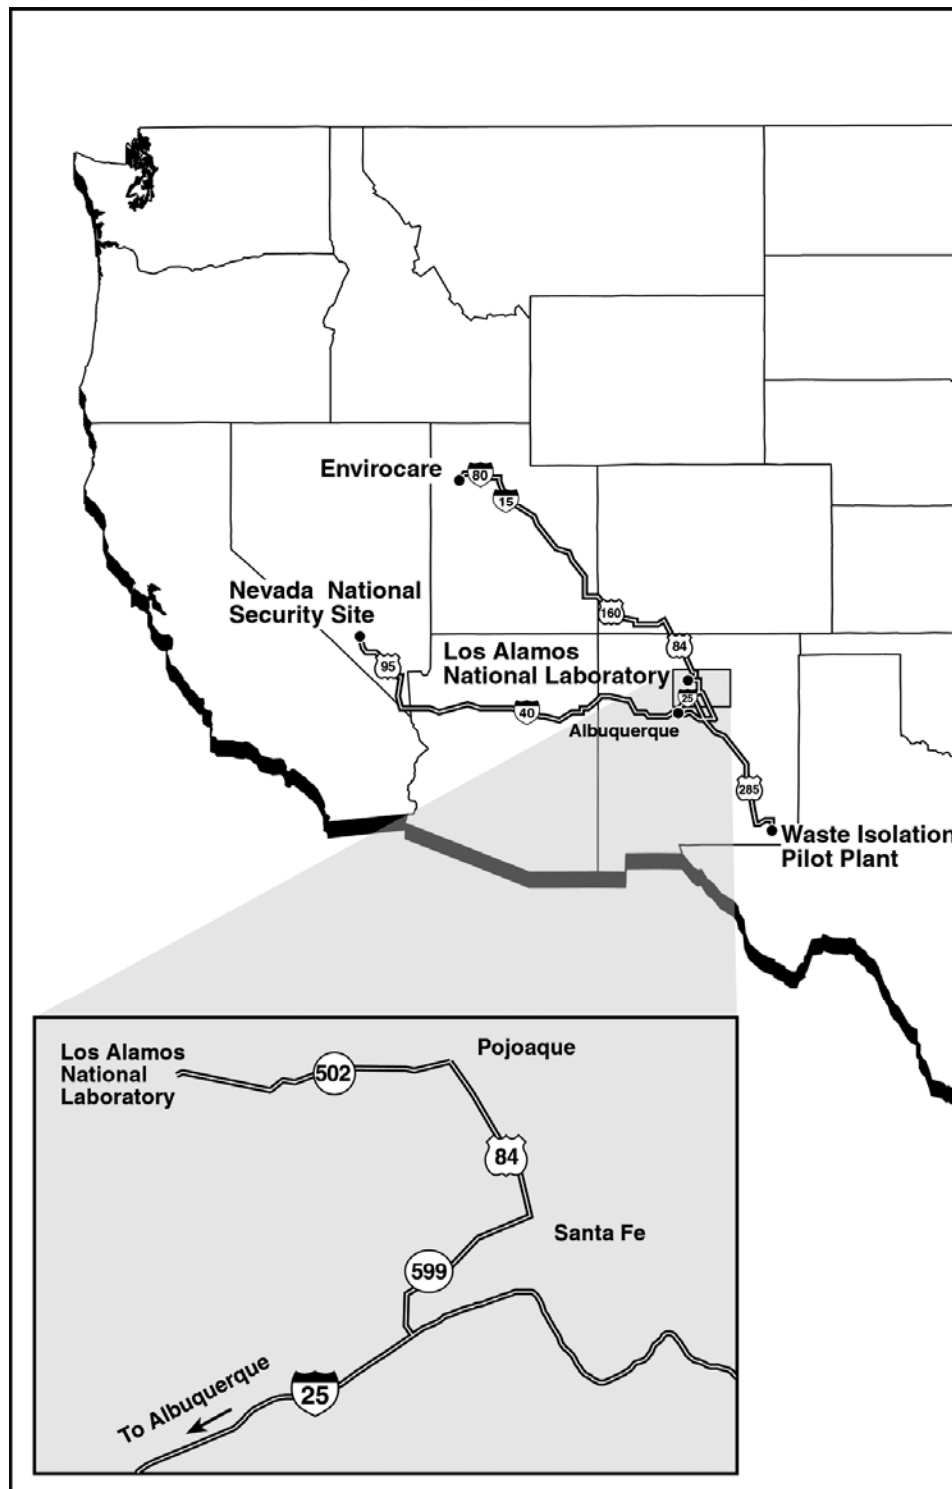 Envirocare
80
15
Nevada National
Security Site
160
95
84
Los Alamos
National Laboratory
25
40
Albuquerque
285
Waste Isolation
Pilot Plant
Los Alamos
National
Laboratory
502
Pojoaque
84
Santa Fe
599
25
To Albuquerque